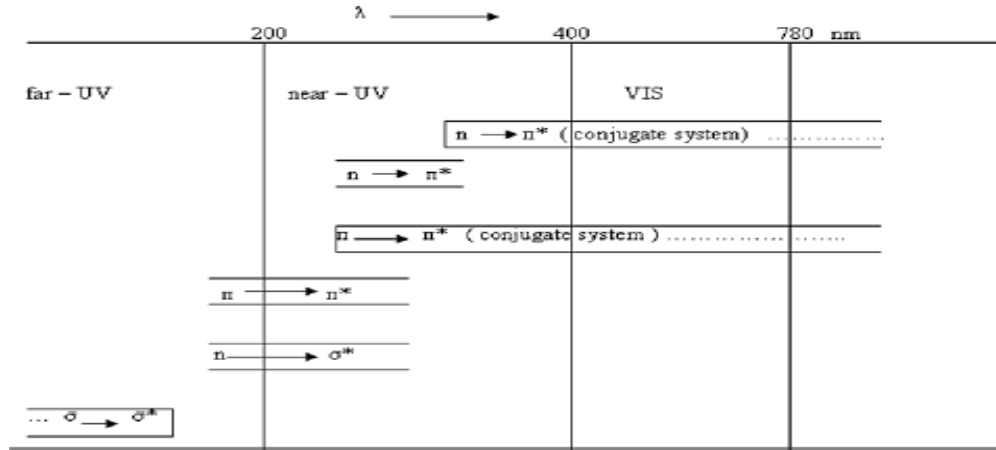 λ
200 400 780 nm
far – UV near – UV VIS
n → π* ( conjugate system) ……………
n → π*
π → π* ( conjugate system ) ……………………….
π → π*
n → σ*
... σ → σ*